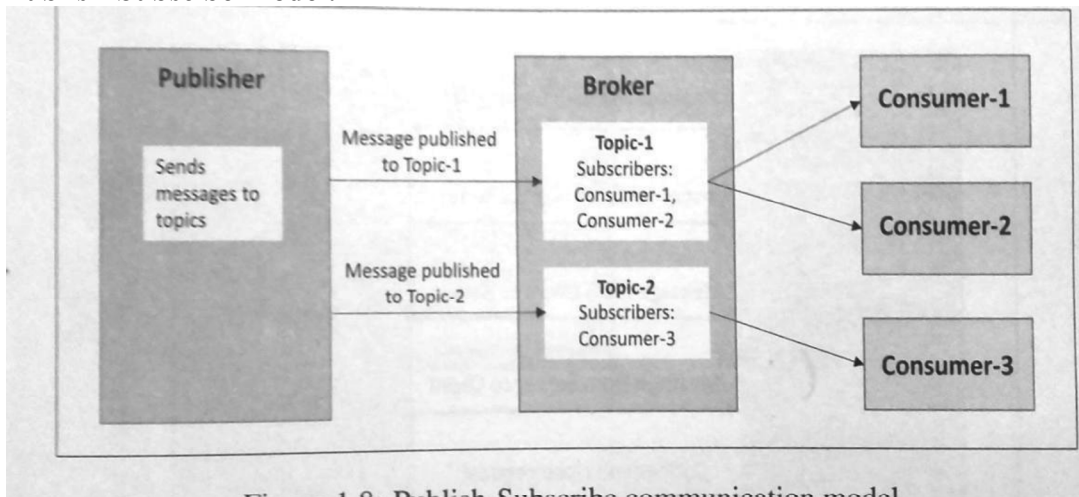 Publisher
Sends
messages to
topics
Message published
to Topic-1
Message published
to Topic-2
Broker
Topic-1
Subscribers:
Consumer-1,
Consumer-2
Topic-2
Subscribers:
Consumer-3
Consumer-1
Consumer-2
Consumer-3
Publish-Subscribe communication model